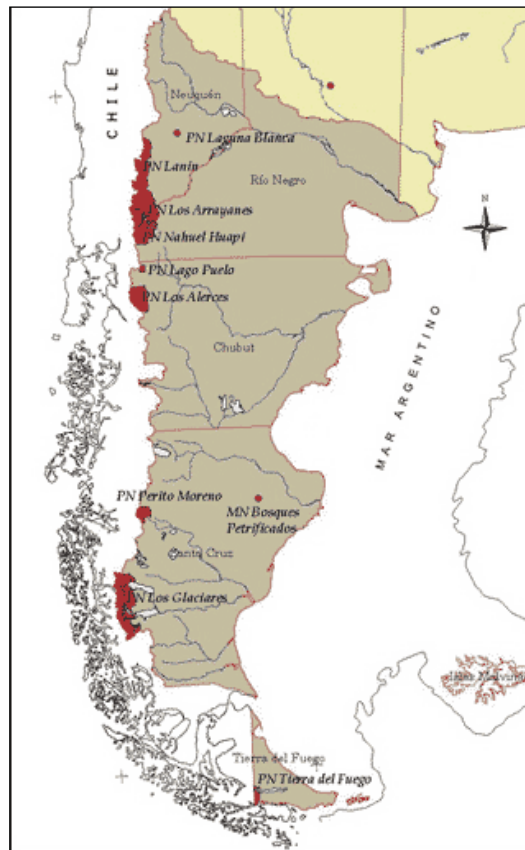 CHILE
Neuquén
PN Laguna Blanca
PN Lanín
Río Negro
PN Los Arrayanes
N
PN Nahuel Huapi
PN Lago Puelo
PN Los Alerces
Chubut
MAR ARGENTINO
PN Perito Moreno
MN Bosques
Petrificados
Santa Cruz
PN Los Glaciares
Islas Malvinas
Tierra del Fuego
PN Tierra del Fuego